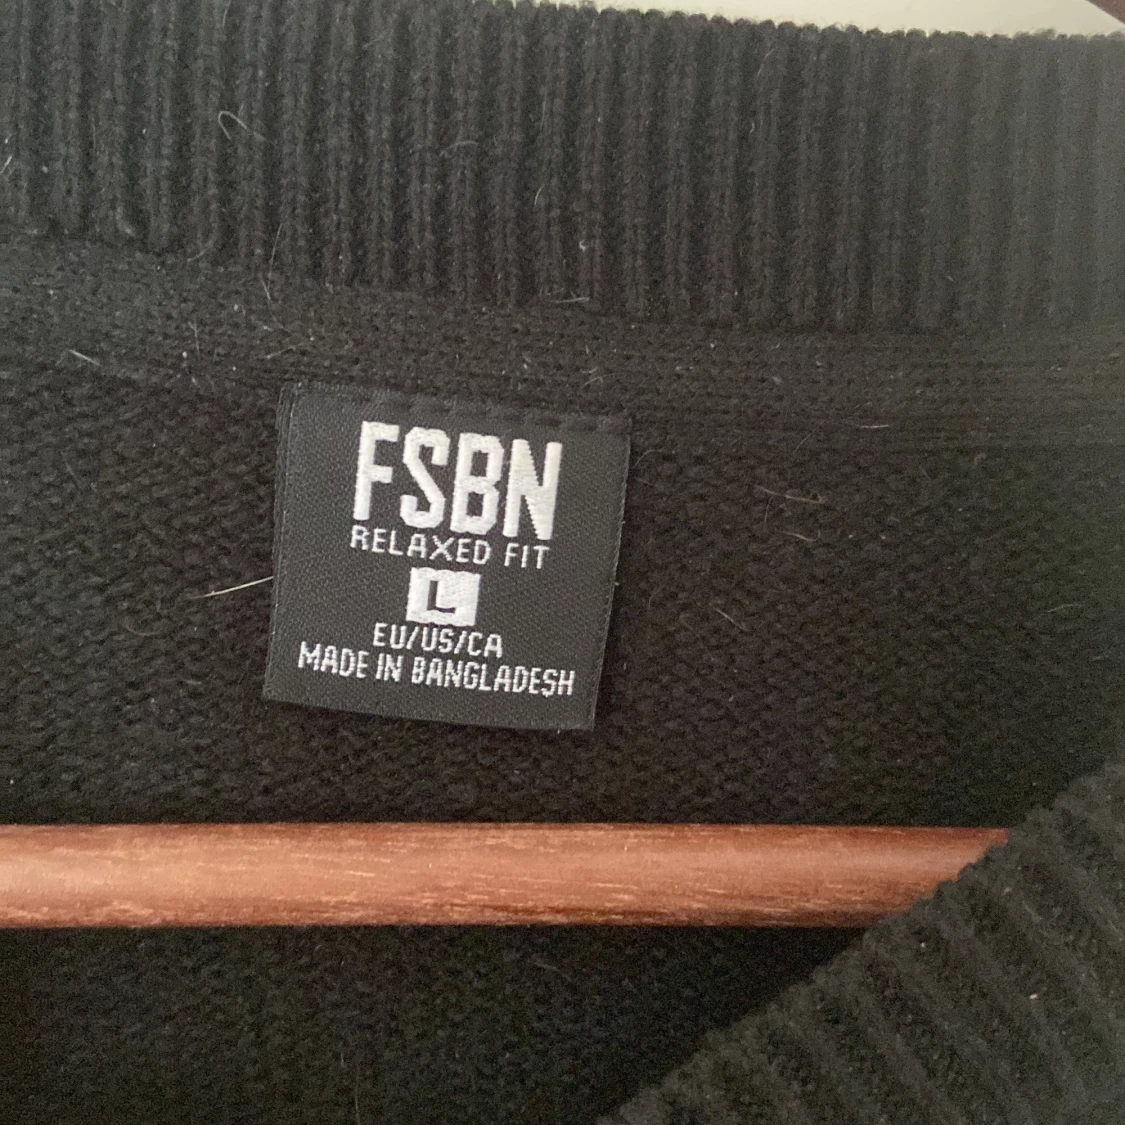 FSBN
RELAXED FIT
L
EU/US/CA
MADE IN BANGLADESH